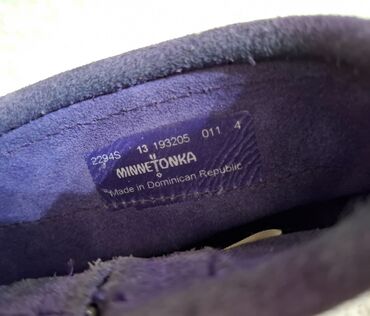 2294S 13 193205 011 4
MINNETONKA
Made in Dominican Republic